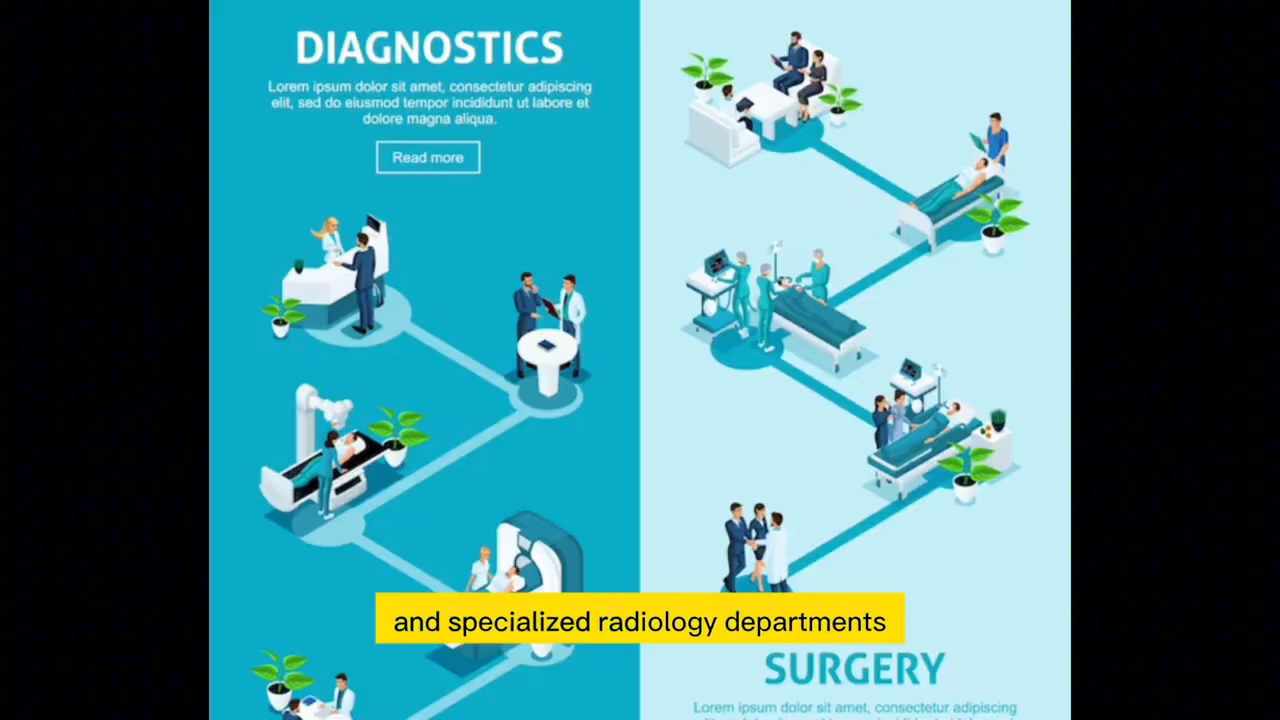 DIAGNOSTICS
Lorem ipsum dolor sit amet, consectetur adipiscing
elit, sed do eiusmod tempor incididunt ut labore et
dolore magna aliqua.
Read more
and specialized radiology departments
SURGERY
Lorem ipsum dolor sit amet, consectetur adipiscing